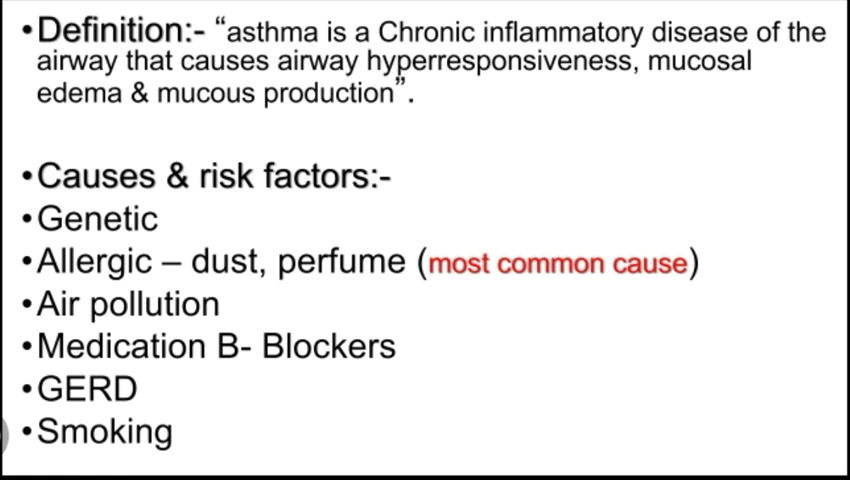 •Definition:- “asthma is a Chronic inflammatory disease of the
airway that causes airway hyperresponsiveness, mucosal
edema & mucous production”.
•Causes & risk factors:-
•Genetic
•Allergic – dust, perfume (most common cause)
•Air pollution
•Medication B- Blockers
•GERD
•Smoking